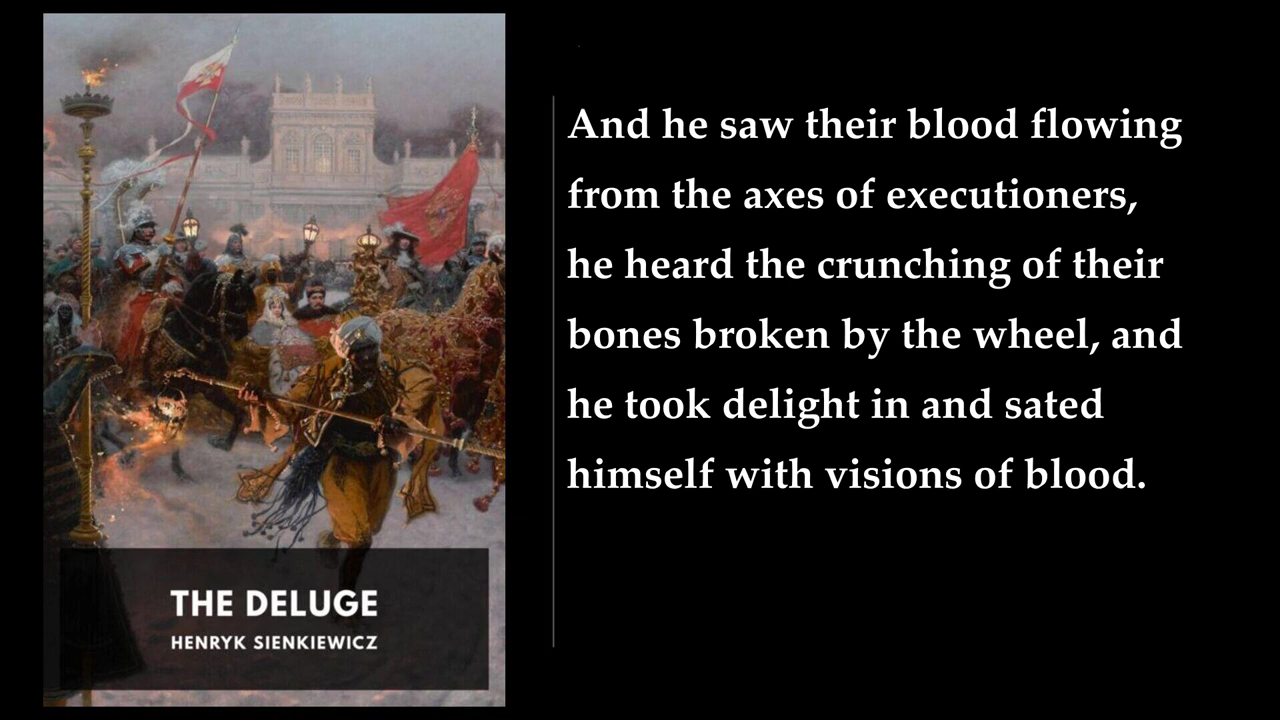 And he saw their blood flowing
from the axes of executioners,
he heard the crunching of their
bones broken by the wheel, and
he took delight in and sated
himself with visions of blood.
THE DELUGE
HENRYK SIENKIEWICZ